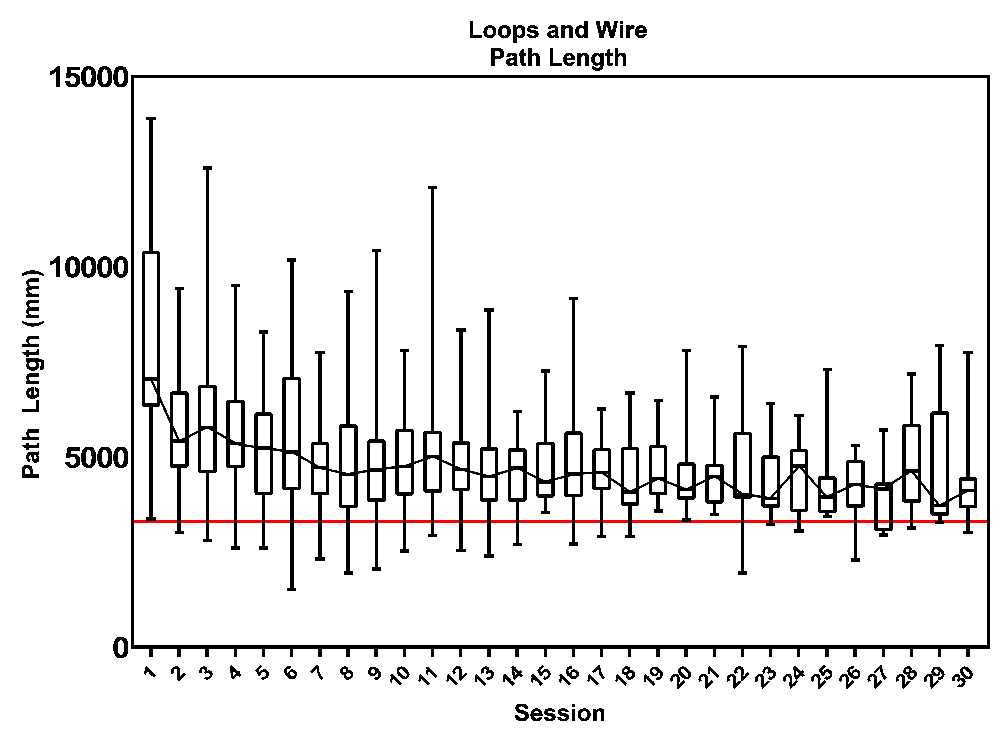 Loops and Wire
Path Length
15000
10000
5000
0
Path Length (mm)
1 2 3 4 5 6 7 8 9 10 11 12 13 14 15 16 17 18 19 20 21 22 23 24 25 26 27 28 29 30
Session